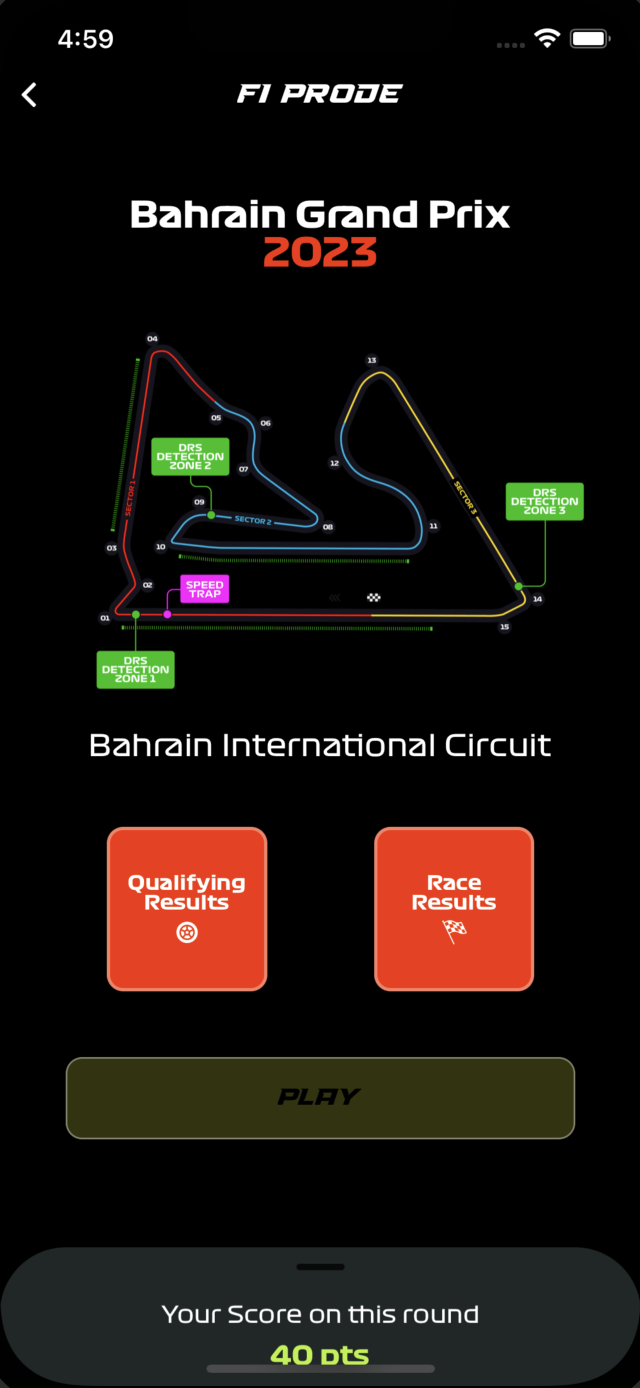 4:59
F1 PRODE
Bahrain Grand Prix
2023
04
13
05
06
DRS
DETECTION
ZONE 2
12
07
SECTOR 1
SECTOR 3
DRS
DETECTION
ZONE 3
09
SECTOR 2
08
11
03
10
02
SPEED
TRAP
14
01
15
DRS
DETECTION
ZONE 1
Bahrain International Circuit
Qualifying
Results
Race
Results
PLAY
Your Score on this round
40 pts